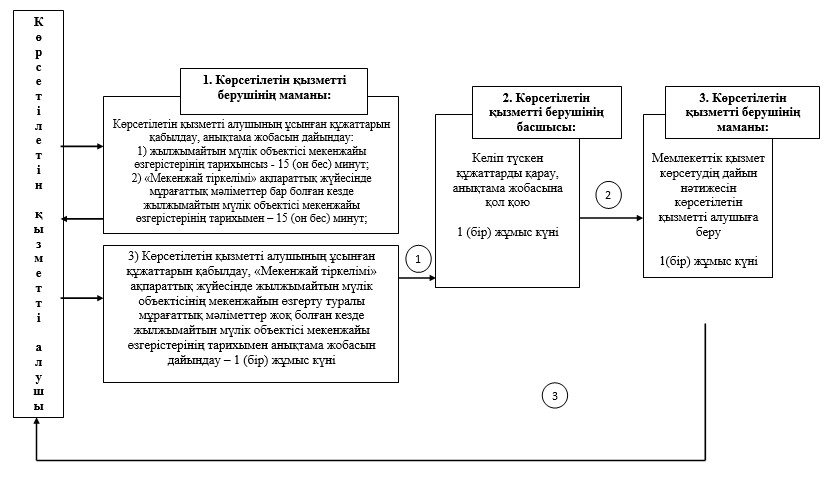 Көрсетілетін қызметті алушы
1. Көрсетілетін қызметті
берушінің маманы:
Көрсетілетін қызметті алушының ұсынған құжаттарын
қабылдау, анықтама жобасын дайындау:
1) жылжымайтын мүлік объектісі мекенжайы
өзгерістерінің тарихынсыз - 15 (он бес) минут;
2) «Мекенжай тіркелімі» ақпараттық жүйесінде
мұрағаттық мәліметтер бар болған кезде
жылжымайтын мүлік объектісі мекенжайы
өзгерістерінің тарихымен – 15 (он бес) минут;
3) Көрсетілетін қызметті алушының ұсынған
құжаттарын қабылдау, «Мекенжай тіркелімі»
ақпараттық жүйесінде жылжымайтын мүлік
объектісінің мекенжайын өзгерту туралы
мұрағаттық мәліметтер жоқ болған кезде
жылжымайтын мүлік объектісі мекенжайы
өзгерістерінің тарихымен анықтама жобасын
дайындау – 1 (бір) жұмыс күні
1
2. Көрсетілетін
қызметті берушінің
басшысы:
Келіп түскен
құжаттарды қарау,
анықтама жобасына
қол қою
1 (бір) жұмыс күні
2
3. Көрсетілетін
қызметті берушінің
маманы:
Мемлекеттік қызмет
көрсетудің дайын
нәтижесін
көрсетілетін
қызметті алушыға
беру
1(бір) жұмыс күні
3